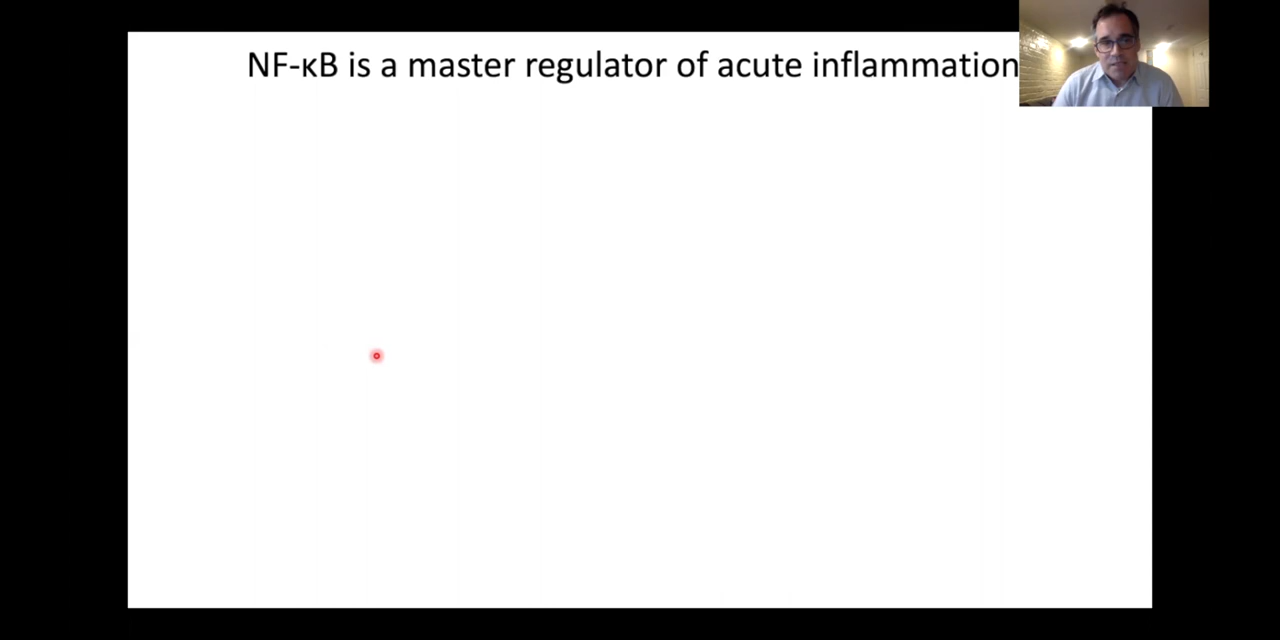 NF-κB is a master regulator of acute inflammation